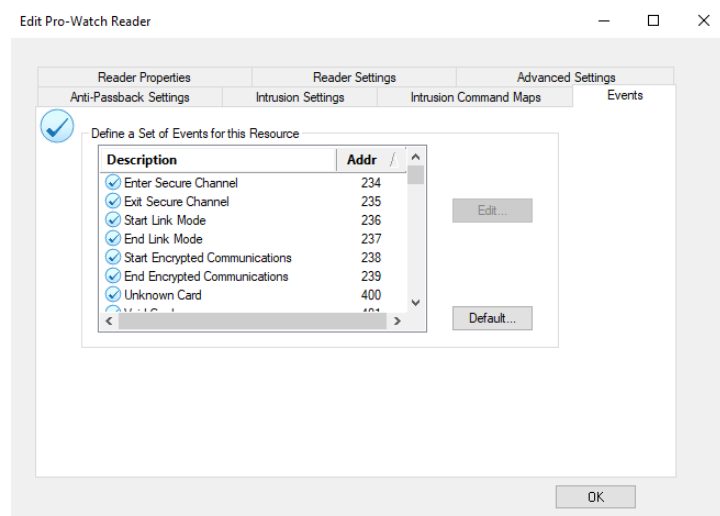 Edit Pro-Watch Reader
Reader Properties Reader Settings Advanced Settings
Anti-Passback Settings Intrusion Settings Intrusion Command Maps Events
Define a Set of Events for this Resource
Description Addr
Enter Secure Channel 234
Exit Secure Channel 235
Edit...
Start Link Mode 236
End Link Mode 237
Start Encrypted Communications 238
End Encrypted Communications 239
Unknown Card 400
Default...
OK